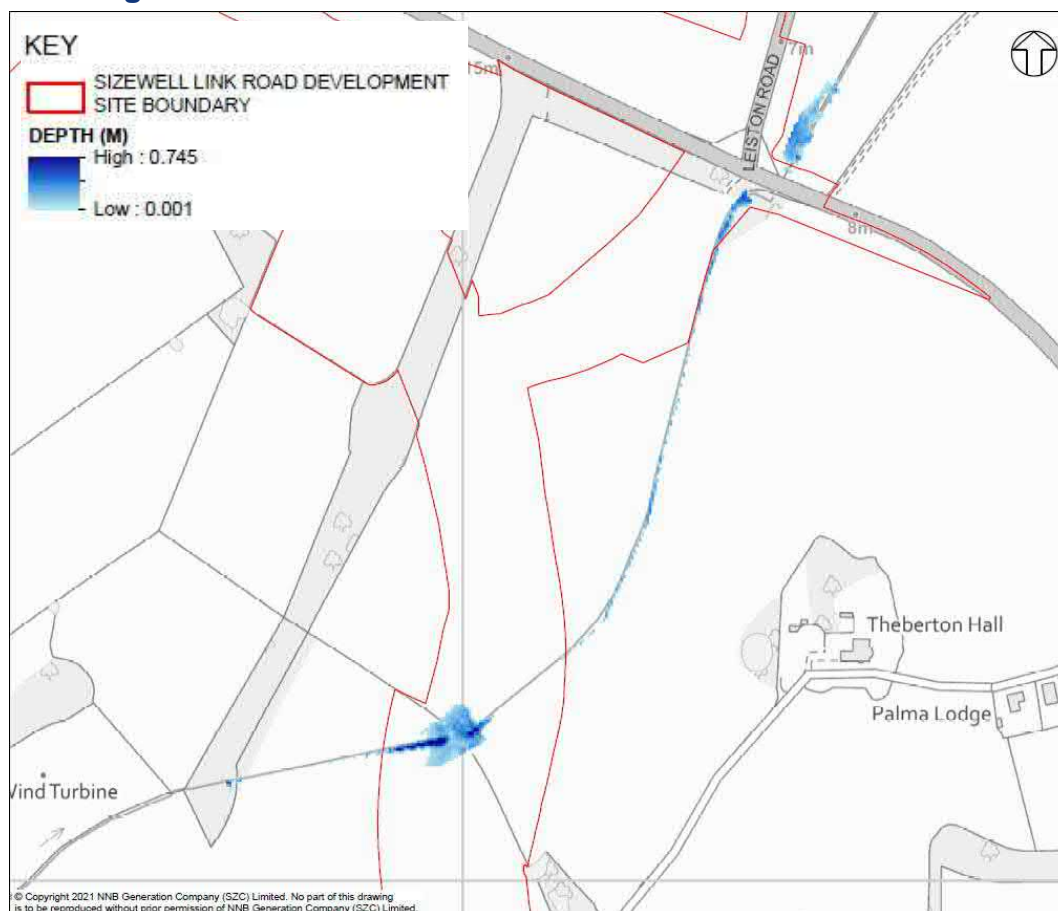 KEY
SIZEWELL LINK ROAD DEVELOPMENT
SITE BOUNDARY
DEPTH (M)
High : 0.745
Low : 0.001
5m
7m
LEISTON ROAD
8m
Theberton Hall
Palma Lodge
Wind Turbine
© Copyright 2021 NNB Generation Company (SZC) Limited. No part of this drawing
is to be reproduced without prior permission of NNB Generation Company (SZC) Limited.